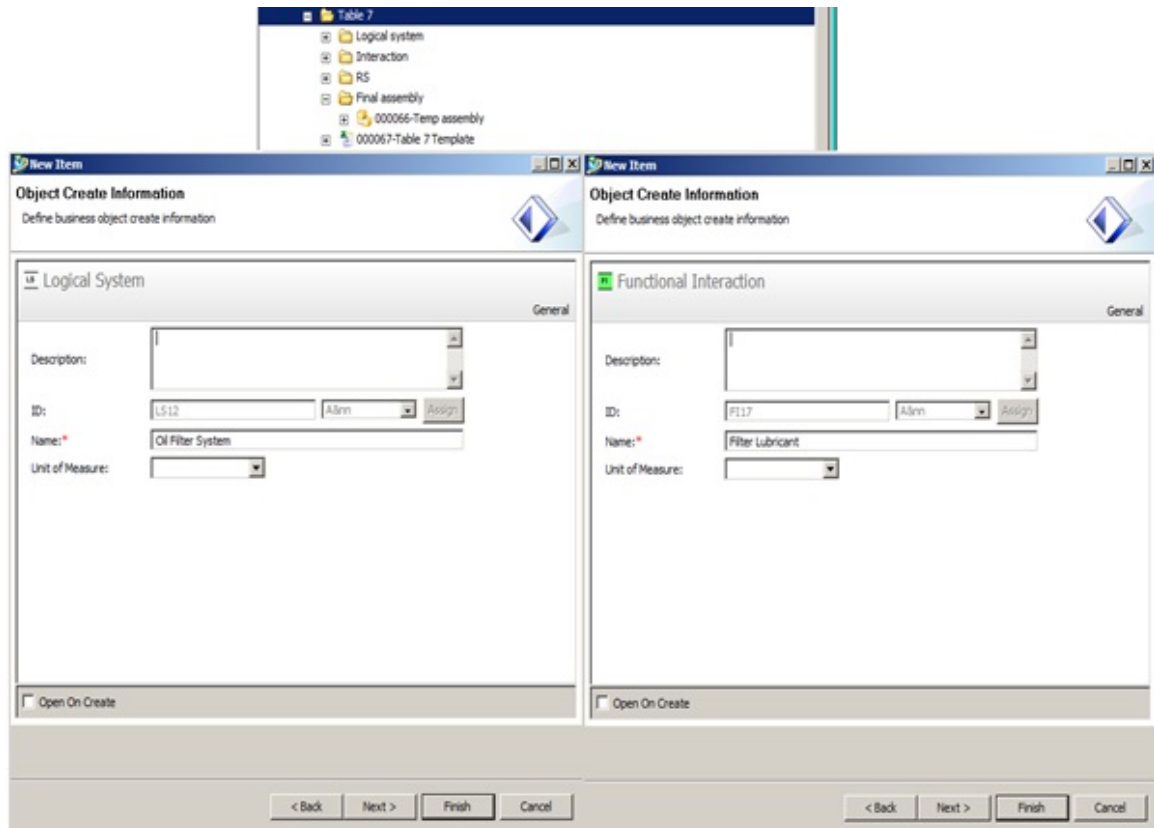 Table 7
Logical system
Interaction
RS
Final assembly
000066-Temp assembly
000067-Table 7 Template
New Item
Object Create Information
Define business object create information
LS Logical System
General
Description:
ID: LS12 Aänn Assign
Name:* Oil Filter System
Unit of Measure:
Open On Create
< Back Next > Finish Cancel
New Item
Object Create Information
Define business object create information
FI Functional Interaction
General
Description:
ID: FI17 Aänn Assign
Name:* Filter Lubricant
Unit of Measure:
Open On Create
< Back Next > Finish Cancel